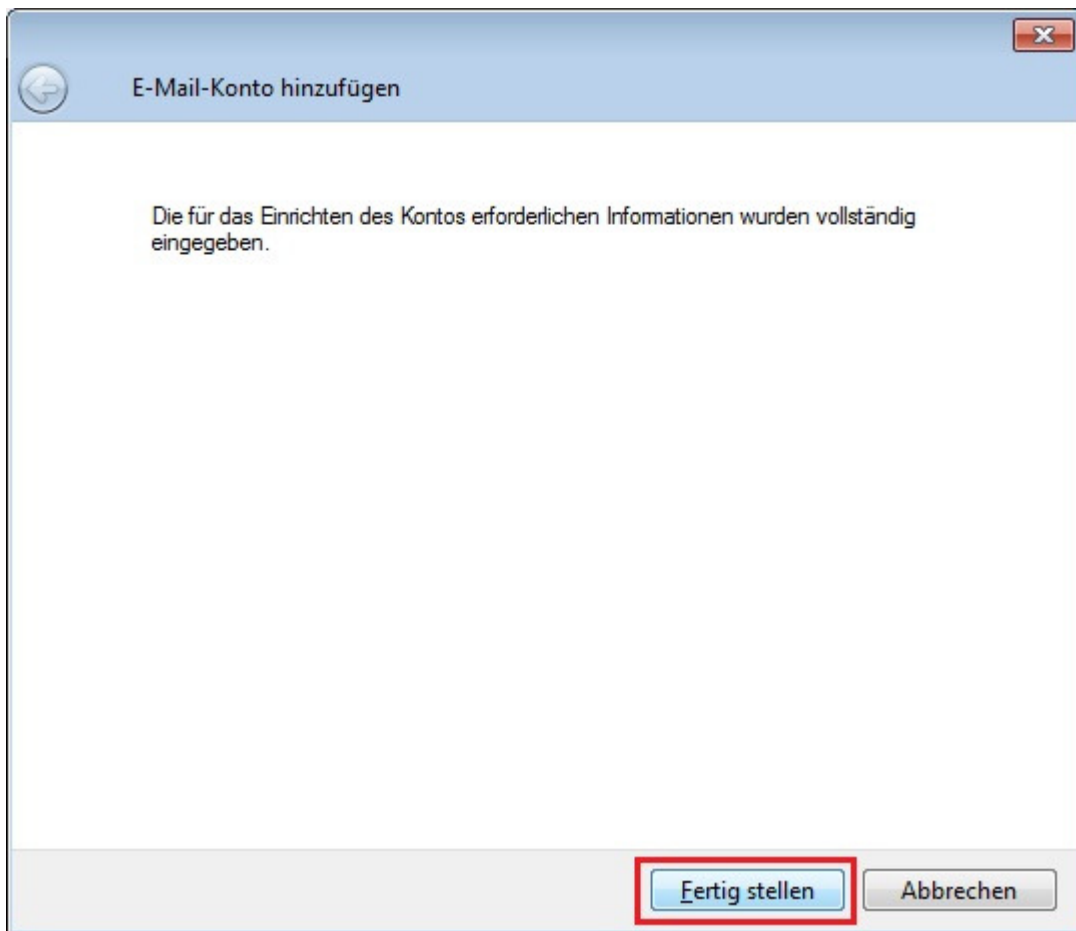 E-Mail-Konto hinzufügen
Die für das Einrichten des Kontos erforderlichen Informationen wurden vollständig
eingegeben.
Fertig stellen
Abbrechen